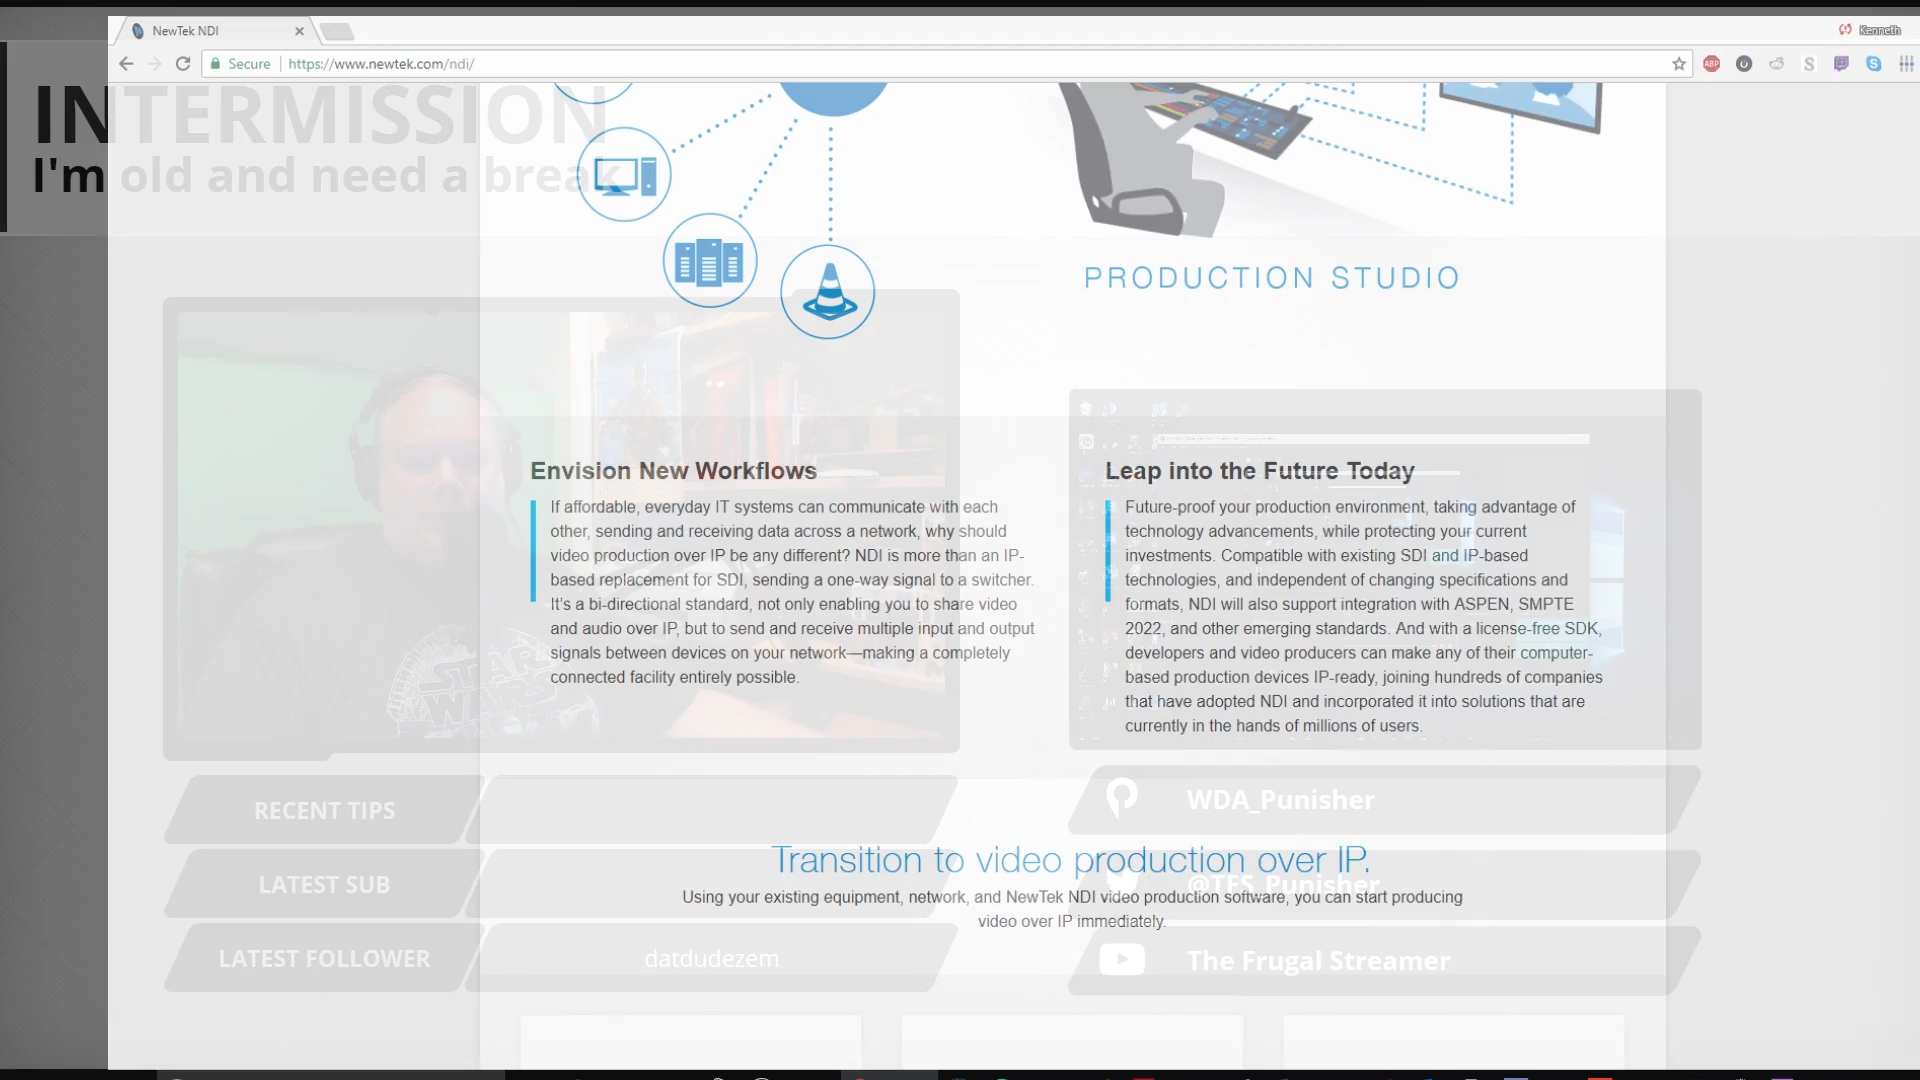 NewTek NDI
Kenneth
Secure
https://www.newtek.com/ndi/
ABP
INTERMISSION
I'm old and need a break
PRODUCTION STUDIO
Envision New Workflows
If affordable, everyday IT systems can communicate with each
other, sending and receiving data across a network, why should
video production over IP be any different? NDI is more than an IP-
based replacement for SDI, sending a one-way signal to a switcher.
It's a bi-directional standard, not only enabling you to share video
and audio over IP, but to send and receive multiple input and output
signals between devices on your network—making a completely
connected facility entirely possible.
Leap into the Future Today
Future-proof your production environment, taking advantage of
technology advancements, while protecting your current
investments. Compatible with existing SDI and IP-based
technologies, and independent of changing specifications and
formats, NDI will also support integration with ASPEN, SMPTE
2022, and other emerging standards. And with a license-free SDK,
developers and video producers can make any of their computer-
based production devices IP-ready, joining hundreds of companies
that have adopted NDI and incorporated it into solutions that are
currently in the hands of millions of users.
STAR
WARS
RECENT TIPS
LATEST SUB
LATEST FOLLOWER
datdudezem
WDA_Punisher
@TFS_Punisher
The Frugal Streamer
Transition to video production over IP.
Using your existing equipment, network, and NewTek NDI video production software, you can start producing
video over IP immediately.